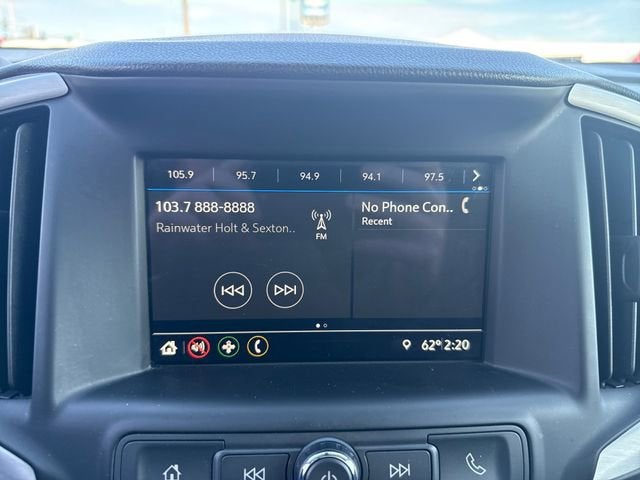 105.9 95.7 94.9 94.1 97.5
103.7 888-8888
Rainwater Holt & Sexton..
FM
No Phone Con..
Recent
62° 2:20